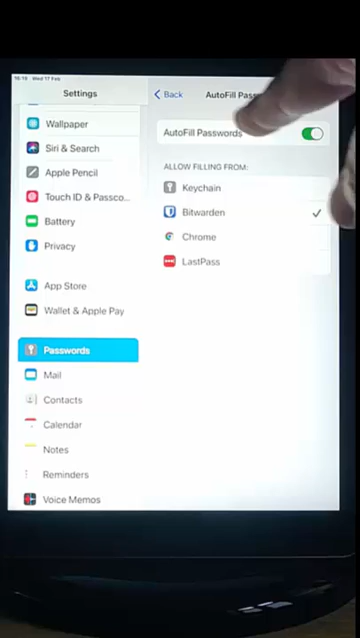 16:15 Wed 17 Feb
Settings
Back
AutoFill
Wallpaper
Siri & Search
Apple Pencil
Touch ID & Passco...
Battery
Privacy
App Store
Wallet & Apple Pay
Passwords
Mail
Contacts
Calendar
Notes
Reminders
Voice Memos
AutoFill Passwords
ALLOW FILLING FROM:
Keychain
Bitwarden
Chrome
LastPass